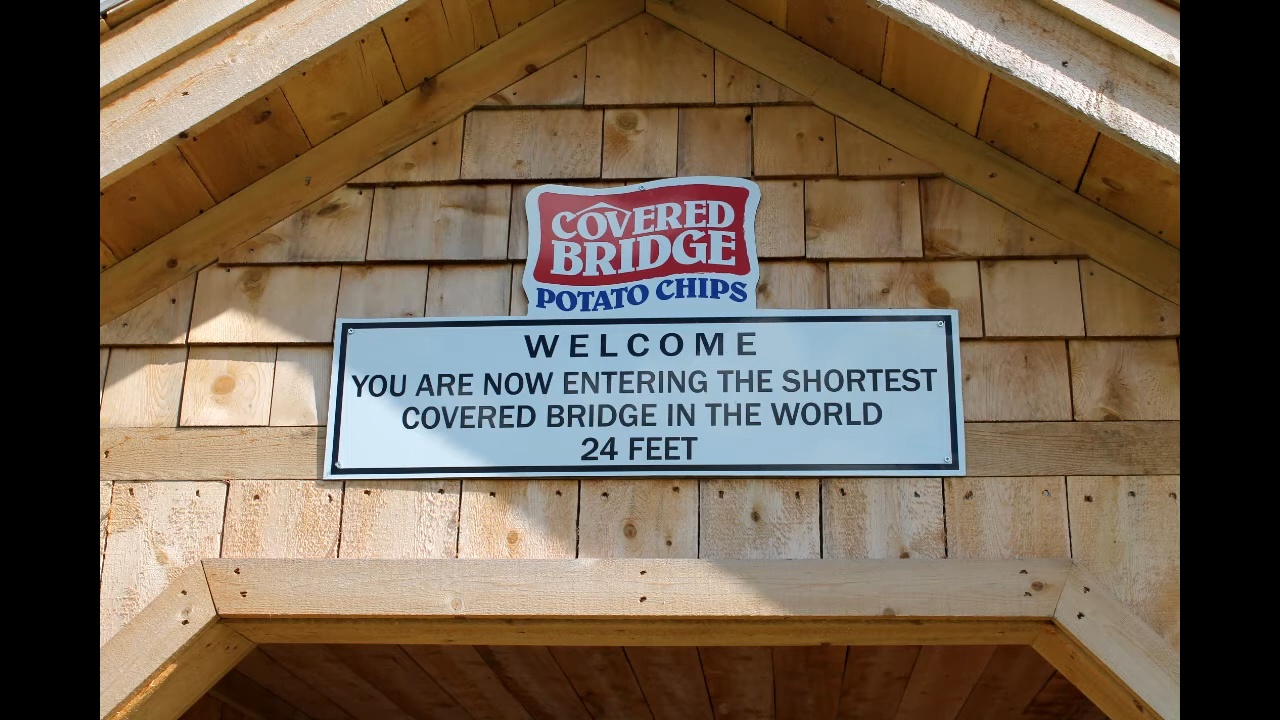 COVERED
BRIDGE
POTATO CHIPS
WELCOME
YOU ARE NOW ENTERING THE SHORTEST
COVERED BRIDGE IN THE WORLD
24 FEET